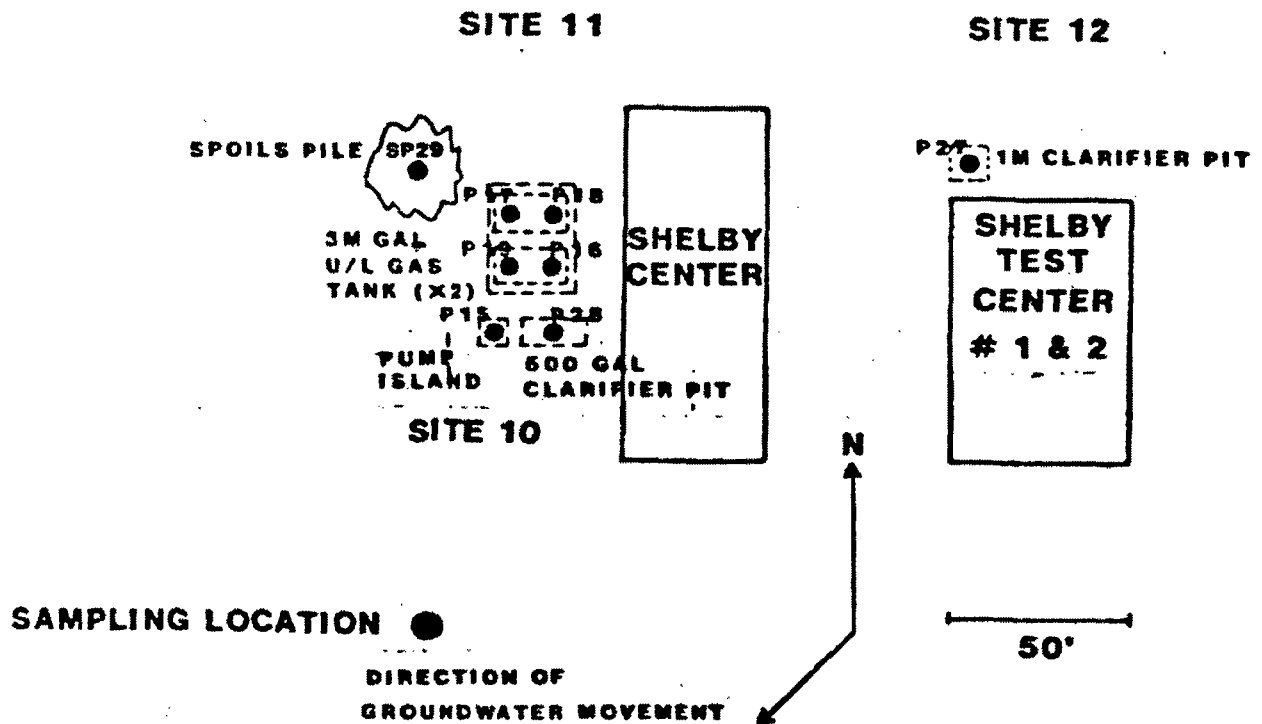 SITE 11
SITE 12
SPOILS PILE
SP29
1M CLARIFIER PIT
3M GAL
U/L GAS
TANK (X2)
P15
P28
PUMP
ISLAND
500 GAL
CLARIFIER PIT
SITE 10
SHELBY
CENTER
SHELBY
TEST
CENTER
# 1 & 2
N
SAMPLING LOCATION
DIRECTION OF
GROUNDWATER MOVEMENT
50'